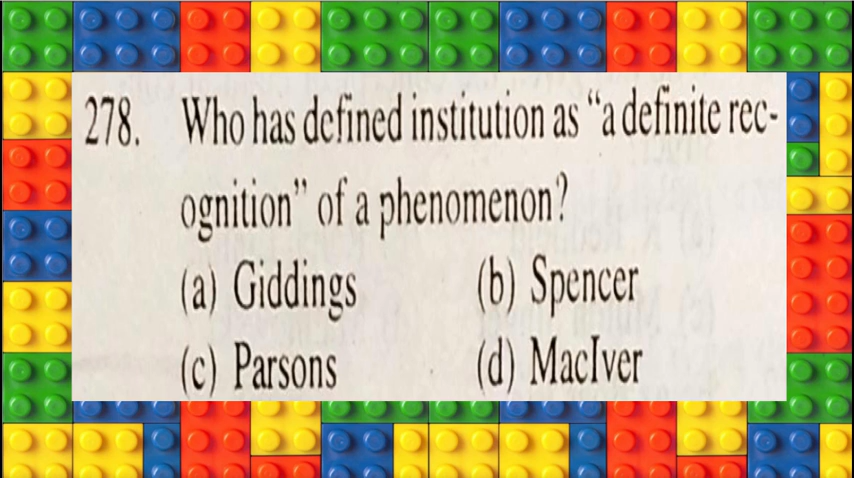 278. Who has defined institution as “a definite rec-
ognition” of a phenomenon?
(a) Giddings (b) Spencer
(c) Parsons (d) MacIver